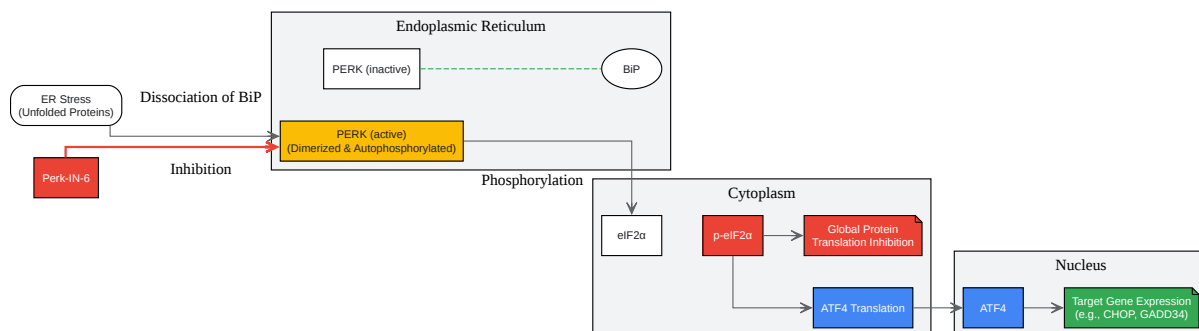 Endoplasmic Reticulum
PERK (inactive)
BiP
ER Stress
(Unfolded Proteins)
Dissociation of BiP
PERK (active)
(Dimerized & Autophosphorylated)
Perk-IN-6
Inhibition
Phosphorylation
Cytoplasm
eIF2α
p-eIF2α
Global Protein
Translation Inhibition
ATF4 Translation
Nucleus
ATF4
Target Gene Expression
(e.g., CHOP, GADD34)